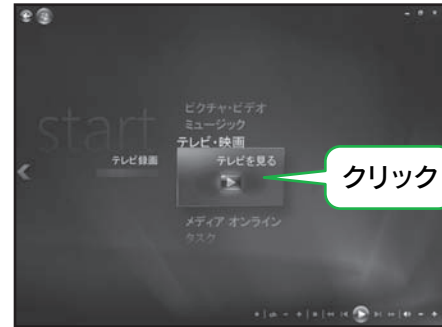 start
ピクチャ・ビデオ
ミュージック
テレビ・映画
テレビ録画
テレビを見る
クリック
メディア オンライン
タスク